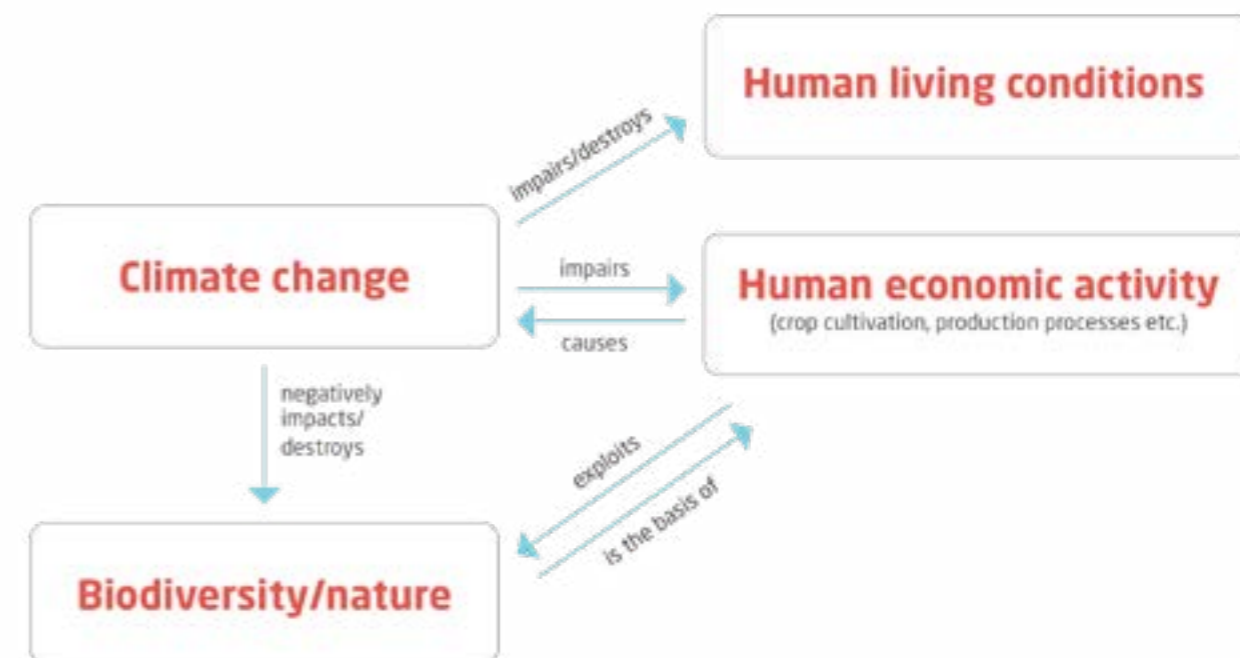 Human living conditions
impairs/destroys
Climate change
impairs
causes
Human economic activity
(crop cultivation, production processes etc.)
negatively
impacts/
destroys
exploits
is the basis of
Biodiversity/nature